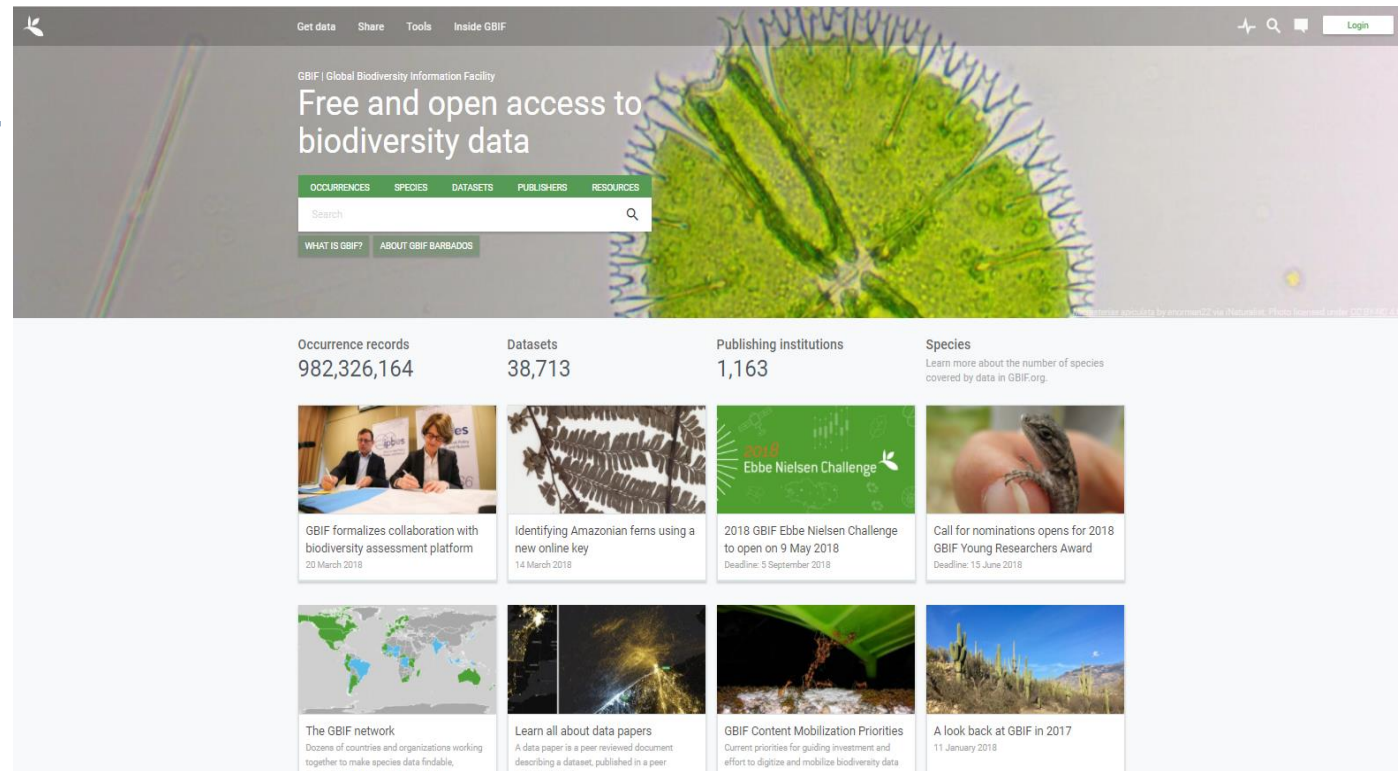 Get data Share Tools Inside GBIF Login
GBIF | Global Biodiversity Information Facility
Free and open access to
biodiversity data
OCCURRENCES SPECIES DATASETS PUBLISHERS RESOURCES
Search
WHAT IS GBIF? ABOUT GBIF BARBADOS
by enorman22 via iNaturalist. Photo licensed under
Occurrence records
982,326,164
Datasets
38,713
Publishing institutions
1,163
Species
Learn more about the number of species
covered by data in GBIF.org.
GBIF formalizes collaboration with
biodiversity assessment platform
20 March 2018
Identifying Amazonian ferns using a
new online key
14 March 2018
2018
Ebbe Nielsen Challenge
2018 GBIF Ebbe Nielsen Challenge
to open on 9 May 2018
Deadline: 5 September 2018
Call for nominations opens for 2018
GBIF Young Researchers Award
Deadline: 15 June 2018
The GBIF network
Dozens of countries and organizations working
together to make species data findable,
Learn all about data papers
A data paper is a peer reviewed document
describing a dataset, published in a peer
GBIF Content Mobilization Priorities
Current priorities for guiding investment and
effort to digitize and mobilize biodiversity data
A look back at GBIF in 2017
11 January 2018